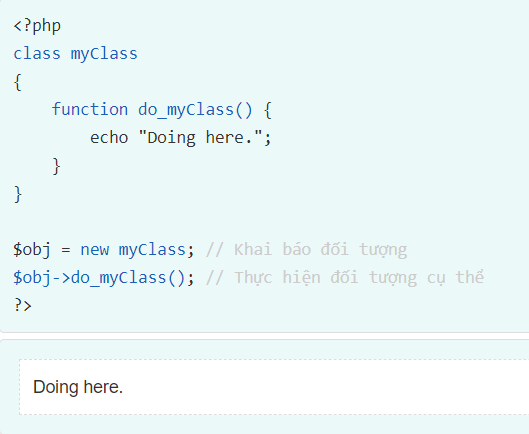 <?php
class myClass
{
    function do_myClass() {
        echo "Doing here.";
    }
}
$obj = new myClass; // Khai báo đối tượng
$obj->do_myClass(); // Thực hiện đối tượng cụ thể
?>
Doing here.